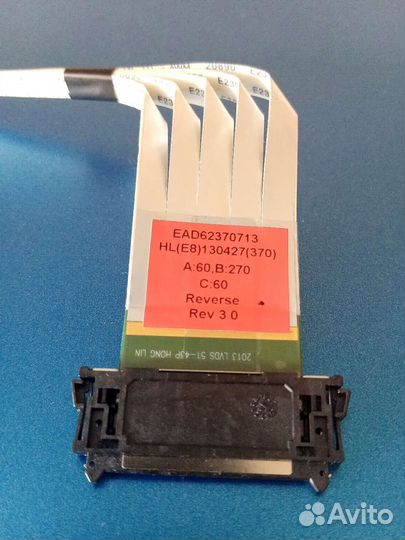 20890
EAD62370713
HL(E8)130427(370)
A:60,B:270
C:60
Reverse
Rev 3.0
2013 LVDS 51-43P HONG LIN
Avito